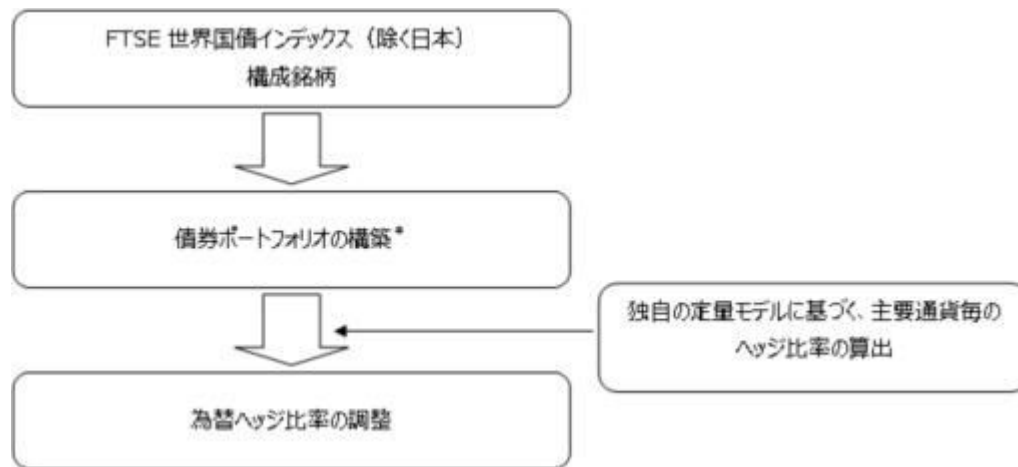 FTSE 世界国債インデックス（除く日本）
構成銘柄
債券ポートフォリオの構築*
独自の定量モデルに基づく、主要通貨毎の
ヘッジ比率の算出
為替ヘッジ比率の調整